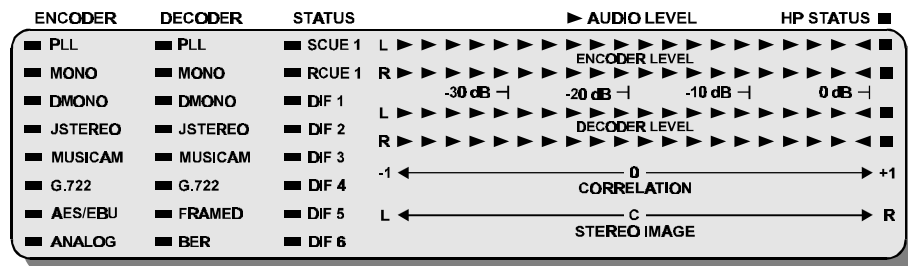 ENCODER DECODER STATUS AUDIO LEVEL HP STATUS
PLL PLL SCUE 1 L
ENCODER LEVEL
MONO MONO RCUE 1 R
-30 dB -20 dB -10 dB 0 dB
DMONO DMONO DIF 1
L
DECODER LEVEL
JSTEREO JSTEREO DIF 2
R
MUSICAM MUSICAM DIF 3
-1 0 +1
CORRELATION
G.722 G.722 DIF 4
AES/EBU FRAMED DIF 5 L C R
STEREO IMAGE
ANALOG BER DIF 6